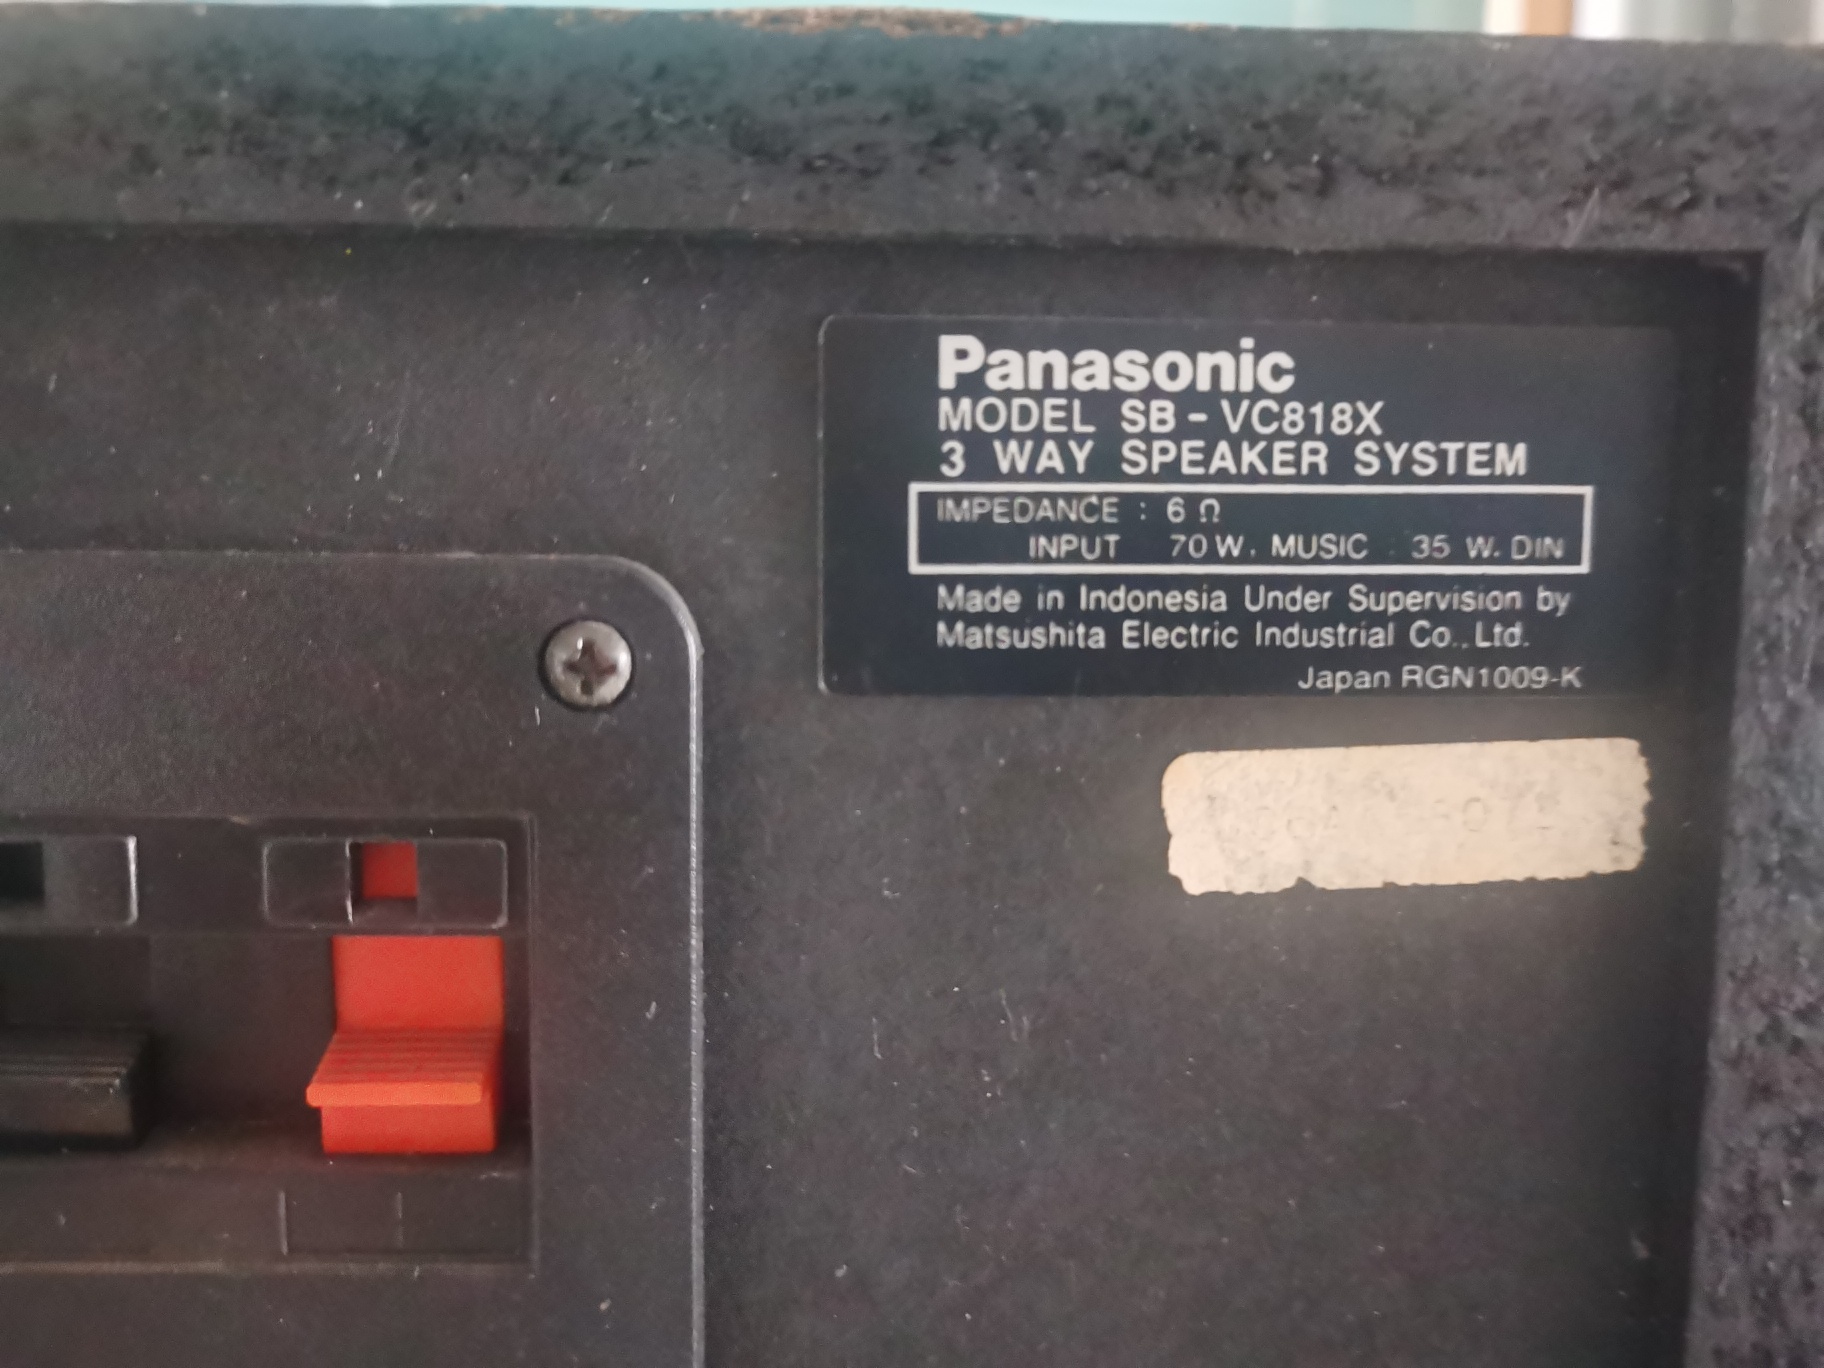 Panasonic
MODEL SB - VC818X
3 WAY SPEAKER SYSTEM
IMPEDANCE : 6 Ω
INPUT 70 W. MUSIC : 35 W. DIN
Made in Indonesia Under Supervision by
Matsushita Electric Industrial Co., Ltd.
Japan RGN1009-K